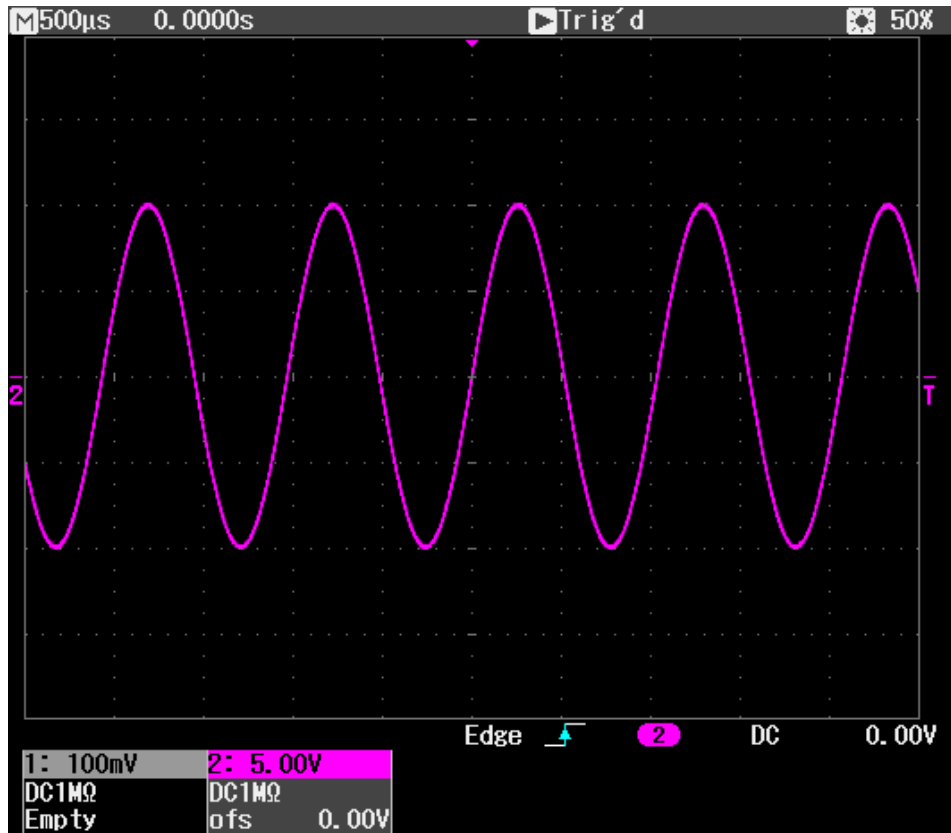 M 500µs 0.0000s Trig´d 50%
2 T
Edge 2 DC 0.00V
1: 100mV 2: 5.00V
DC1MΩ DC1MΩ
Empty ofs 0.00V